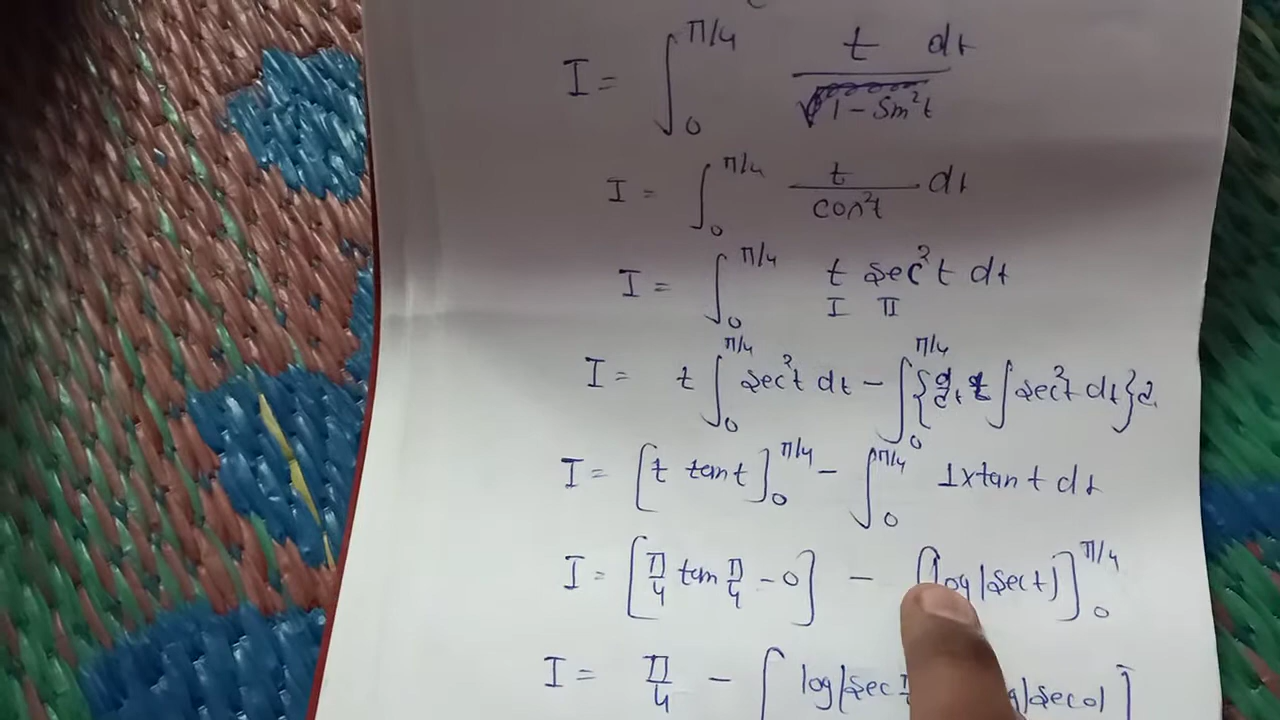 I = ∫₀^π/4 t dt / √1 - Sin²t
I = ∫₀^π/4 t / cos²t dt
I = ∫₀^π/4 t sec²t dt
I II
I = t ∫₀^π/4 sec²t dt - ∫₀^π/4 {d/dt t ∫sec²t dt} d
I = [t tan t]₀^π/4 - ∫₀^π/4 1×tan t dt
I = [π/4 tan π/4 - 0] - [log|sec t|]₀^π/4
I = π/4 - [log|sec |sec 0|]